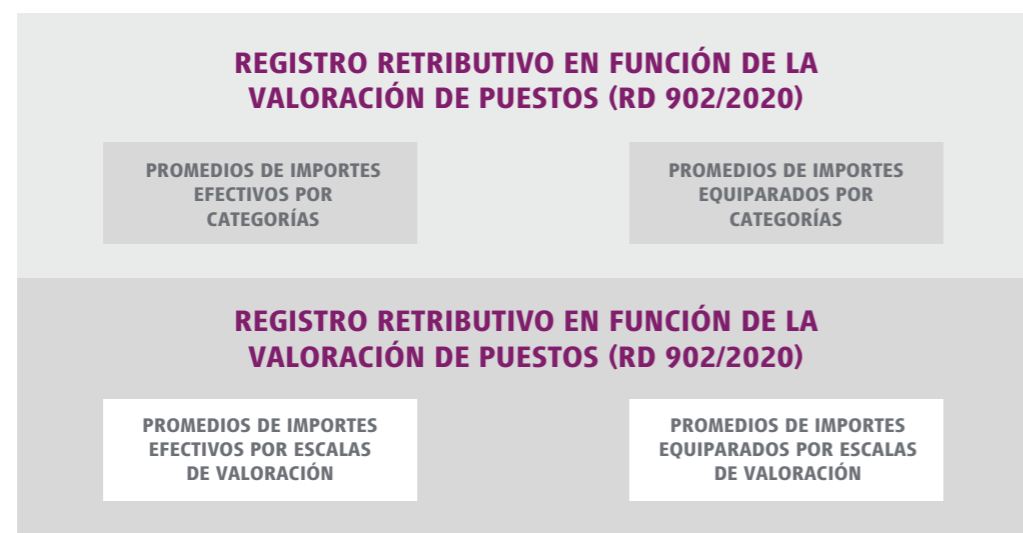 REGISTRO RETRIBUTIVO EN FUNCIÓN DE LA
VALORACIÓN DE PUESTOS (RD 902/2020)
PROMEDIOS DE IMPORTES
EFECTIVOS POR
CATEGORÍAS
PROMEDIOS DE IMPORTES
EQUIPARADOS POR
CATEGORÍAS
REGISTRO RETRIBUTIVO EN FUNCIÓN DE LA
VALORACIÓN DE PUESTOS (RD 902/2020)
PROMEDIOS DE IMPORTES
EFECTIVOS POR ESCALAS
DE VALORACIÓN
PROMEDIOS DE IMPORTES
EQUIPARADOS POR ESCALAS
DE VALORACIÓN